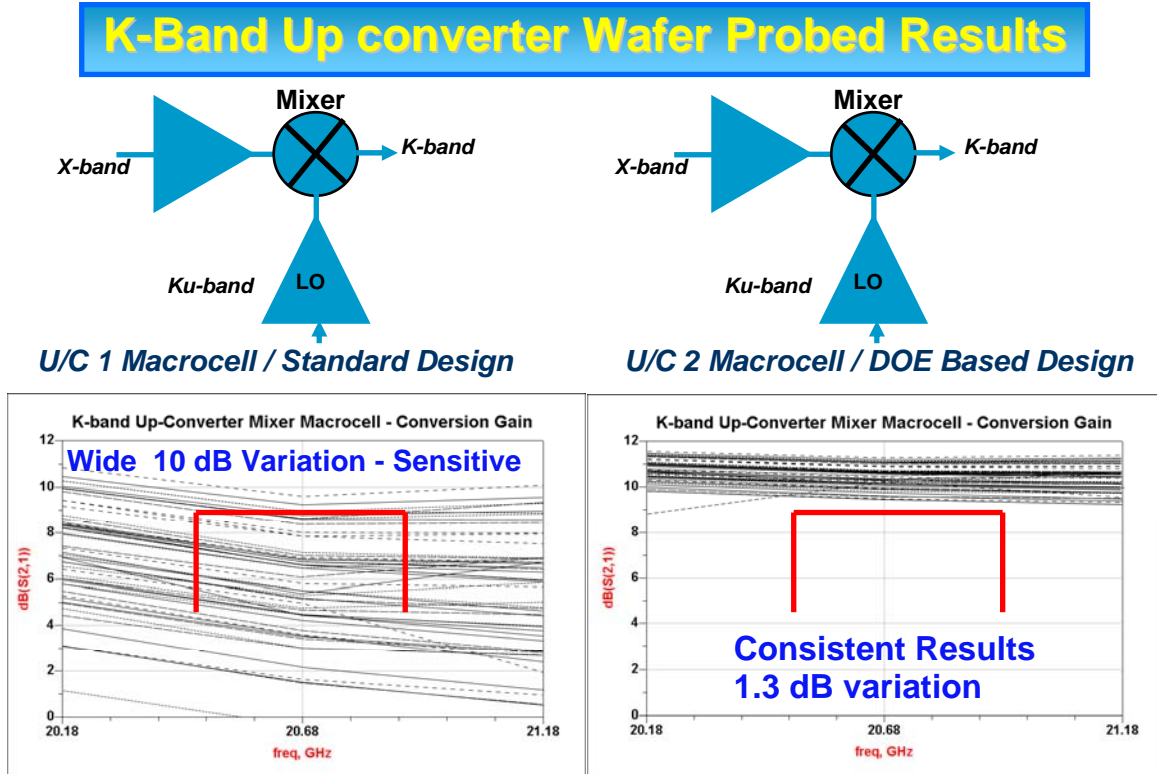 K-Band Up converter Wafer Probed Results
Mixer
X-band
K-band
Ku-band
LO
U/C 1 Macrocell / Standard Design
Mixer
X-band
K-band
Ku-band
LO
U/C 2 Macrocell / DOE Based Design
K-band Up-Converter Mixer Macrocell - Conversion Gain
Wide 10 dB Variation - Sensitive
12
10
8
6
4
2
0
dB(S(2,1))
20.18
20.68
21.18
freq, GHz
K-band Up-Converter Mixer Macrocell - Conversion Gain
12
10
8
6
4
2
0
dB(S(2,1))
Consistent Results
1.3 dB variation
20.18
20.68
21.18
freq, GHz